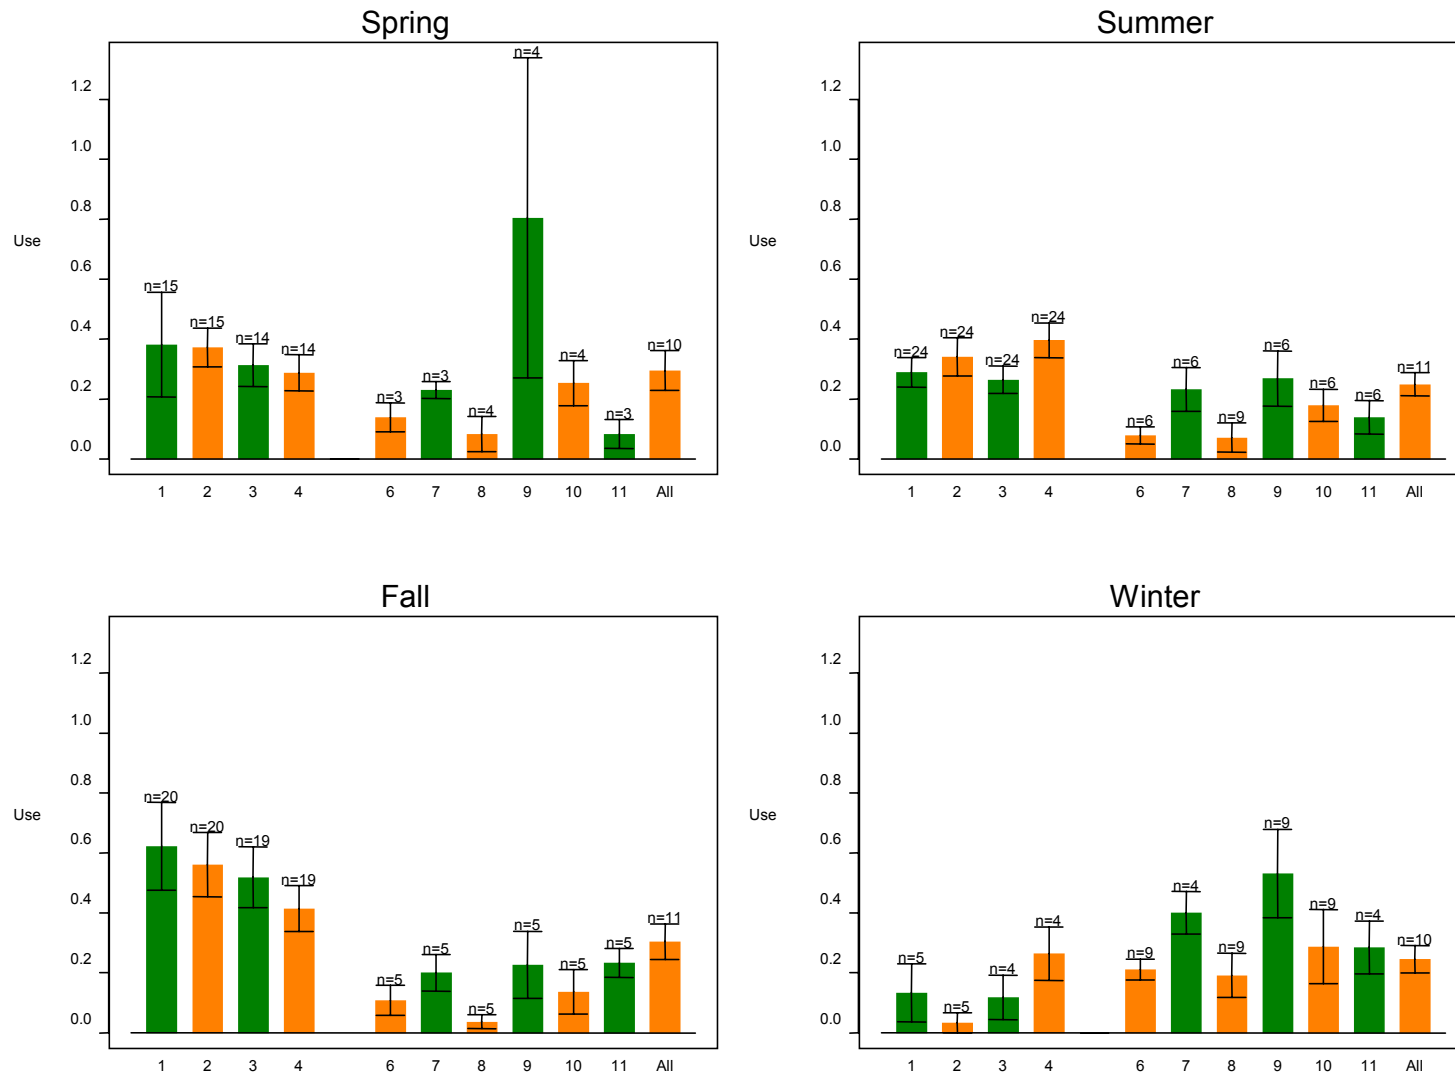 Spring
1.2
1.0
0.8
0.6
0.4
0.2
0.0
Use
n=15
n=15
n=14
n=14
n=3
n=3
n=4
n=4
n=4
n=3
n=10
1 2 3 4 6 7 8 9 10 11 All
Summer
1.2
1.0
0.8
0.6
0.4
0.2
0.0
Use
n=24
n=24
n=24
n=24
n=6
n=6
n=9
n=6
n=6
n=6
n=11
1 2 3 4 6 7 8 9 10 11 All
Fall
1.2
1.0
0.8
0.6
0.4
0.2
0.0
Use
n=20
n=20
n=19
n=19
n=5
n=5
n=5
n=5
n=5
n=5
n=11
1 2 3 4 6 7 8 9 10 11 All
Winter
1.2
1.0
0.8
0.6
0.4
0.2
0.0
Use
n=5
n=5
n=4
n=4
n=9
n=4
n=9
n=9
n=9
n=4
n=10
1 2 3 4 6 7 8 9 10 11 All